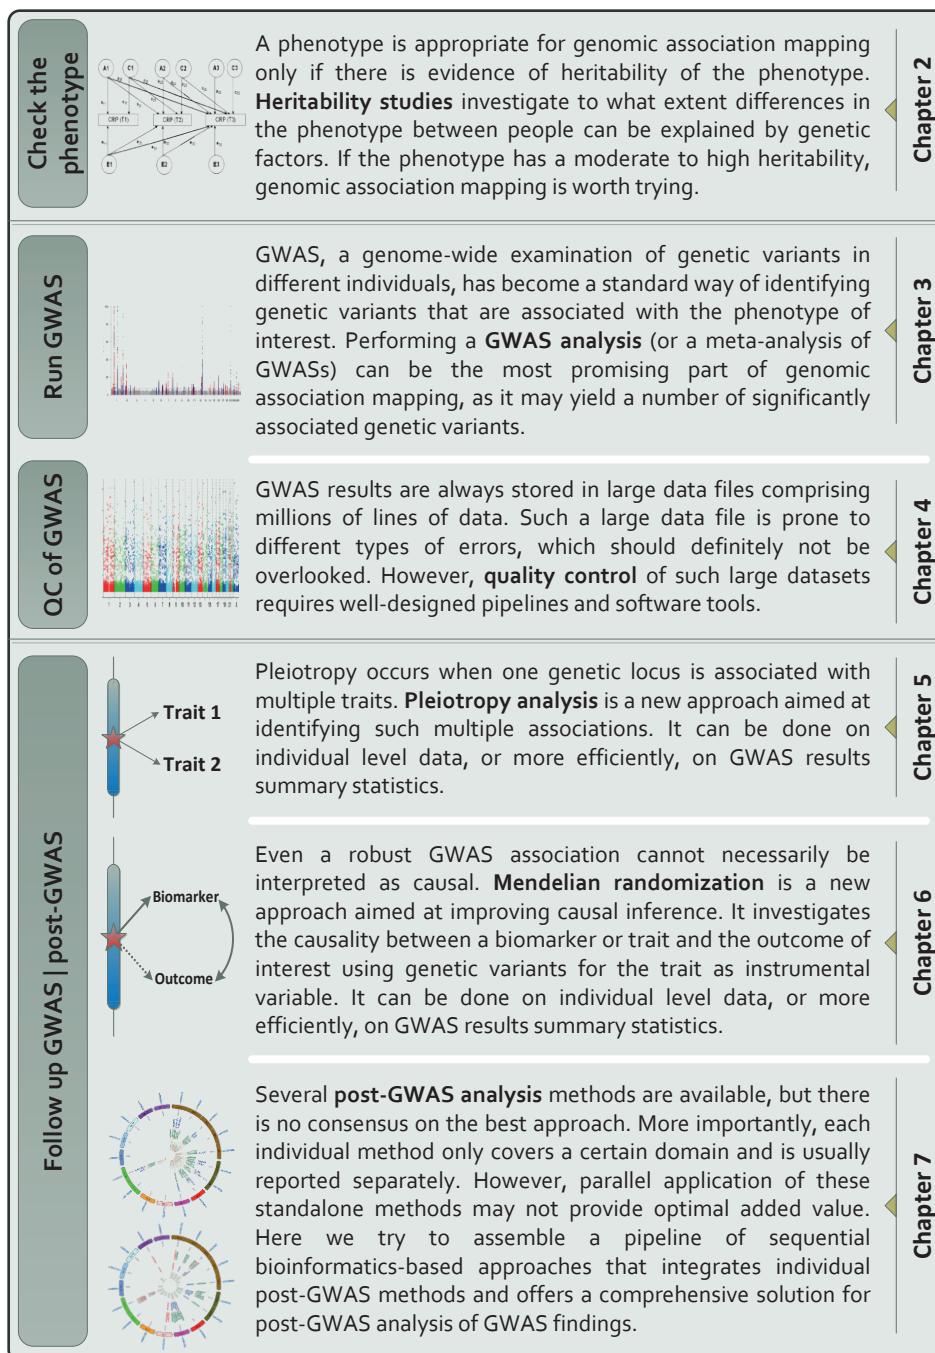 Check the
phenotype
A1 C1 A2 C2 A3 C3
CRP (T1) CRP (T2) CRP (T3)
E1 E2 E3
A phenotype is appropriate for genomic association mapping
only if there is evidence of heritability of the phenotype.
Heritability studies investigate to what extent differences in
the phenotype between people can be explained by genetic
factors. If the phenotype has a moderate to high heritability,
genomic association mapping is worth trying.
Chapter 2
Run GWAS
GWAS, a genome-wide examination of genetic variants in
different individuals, has become a standard way of identifying
genetic variants that are associated with the phenotype of
interest. Performing a GWAS analysis (or a meta-analysis of
GWASs) can be the most promising part of genomic
association mapping, as it may yield a number of significantly
associated genetic variants.
Chapter 3
QC of GWAS
GWAS results are always stored in large data files comprising
millions of lines of data. Such a large data file is prone to
different types of errors, which should definitely not be
overlooked. However, quality control of such large datasets
requires well-designed pipelines and software tools.
Chapter 4
Follow up GWAS | post-GWAS
Trait 1
Trait 2
Pleiotropy occurs when one genetic locus is associated with
multiple traits. Pleiotropy analysis is a new approach aimed at
identifying such multiple associations. It can be done on
individual level data, or more efficiently, on GWAS results
summary statistics.
Chapter 5
Biomarker
Outcome
Even a robust GWAS association cannot necessarily be
interpreted as causal. Mendelian randomization is a new
approach aimed at improving causal inference. It investigates
the causality between a biomarker or trait and the outcome of
interest using genetic variants for the trait as instrumental
variable. It can be done on individual level data, or more
efficiently, on GWAS results summary statistics.
Chapter 6
Several post-GWAS analysis methods are available, but there
is no consensus on the best approach. More importantly, each
individual method only covers a certain domain and is usually
reported separately. However, parallel application of these
standalone methods may not provide optimal added value.
Here we try to assemble a pipeline of sequential
bioinformatics-based approaches that integrates individual
post-GWAS methods and offers a comprehensive solution for
post-GWAS analysis of GWAS findings.
Chapter 7